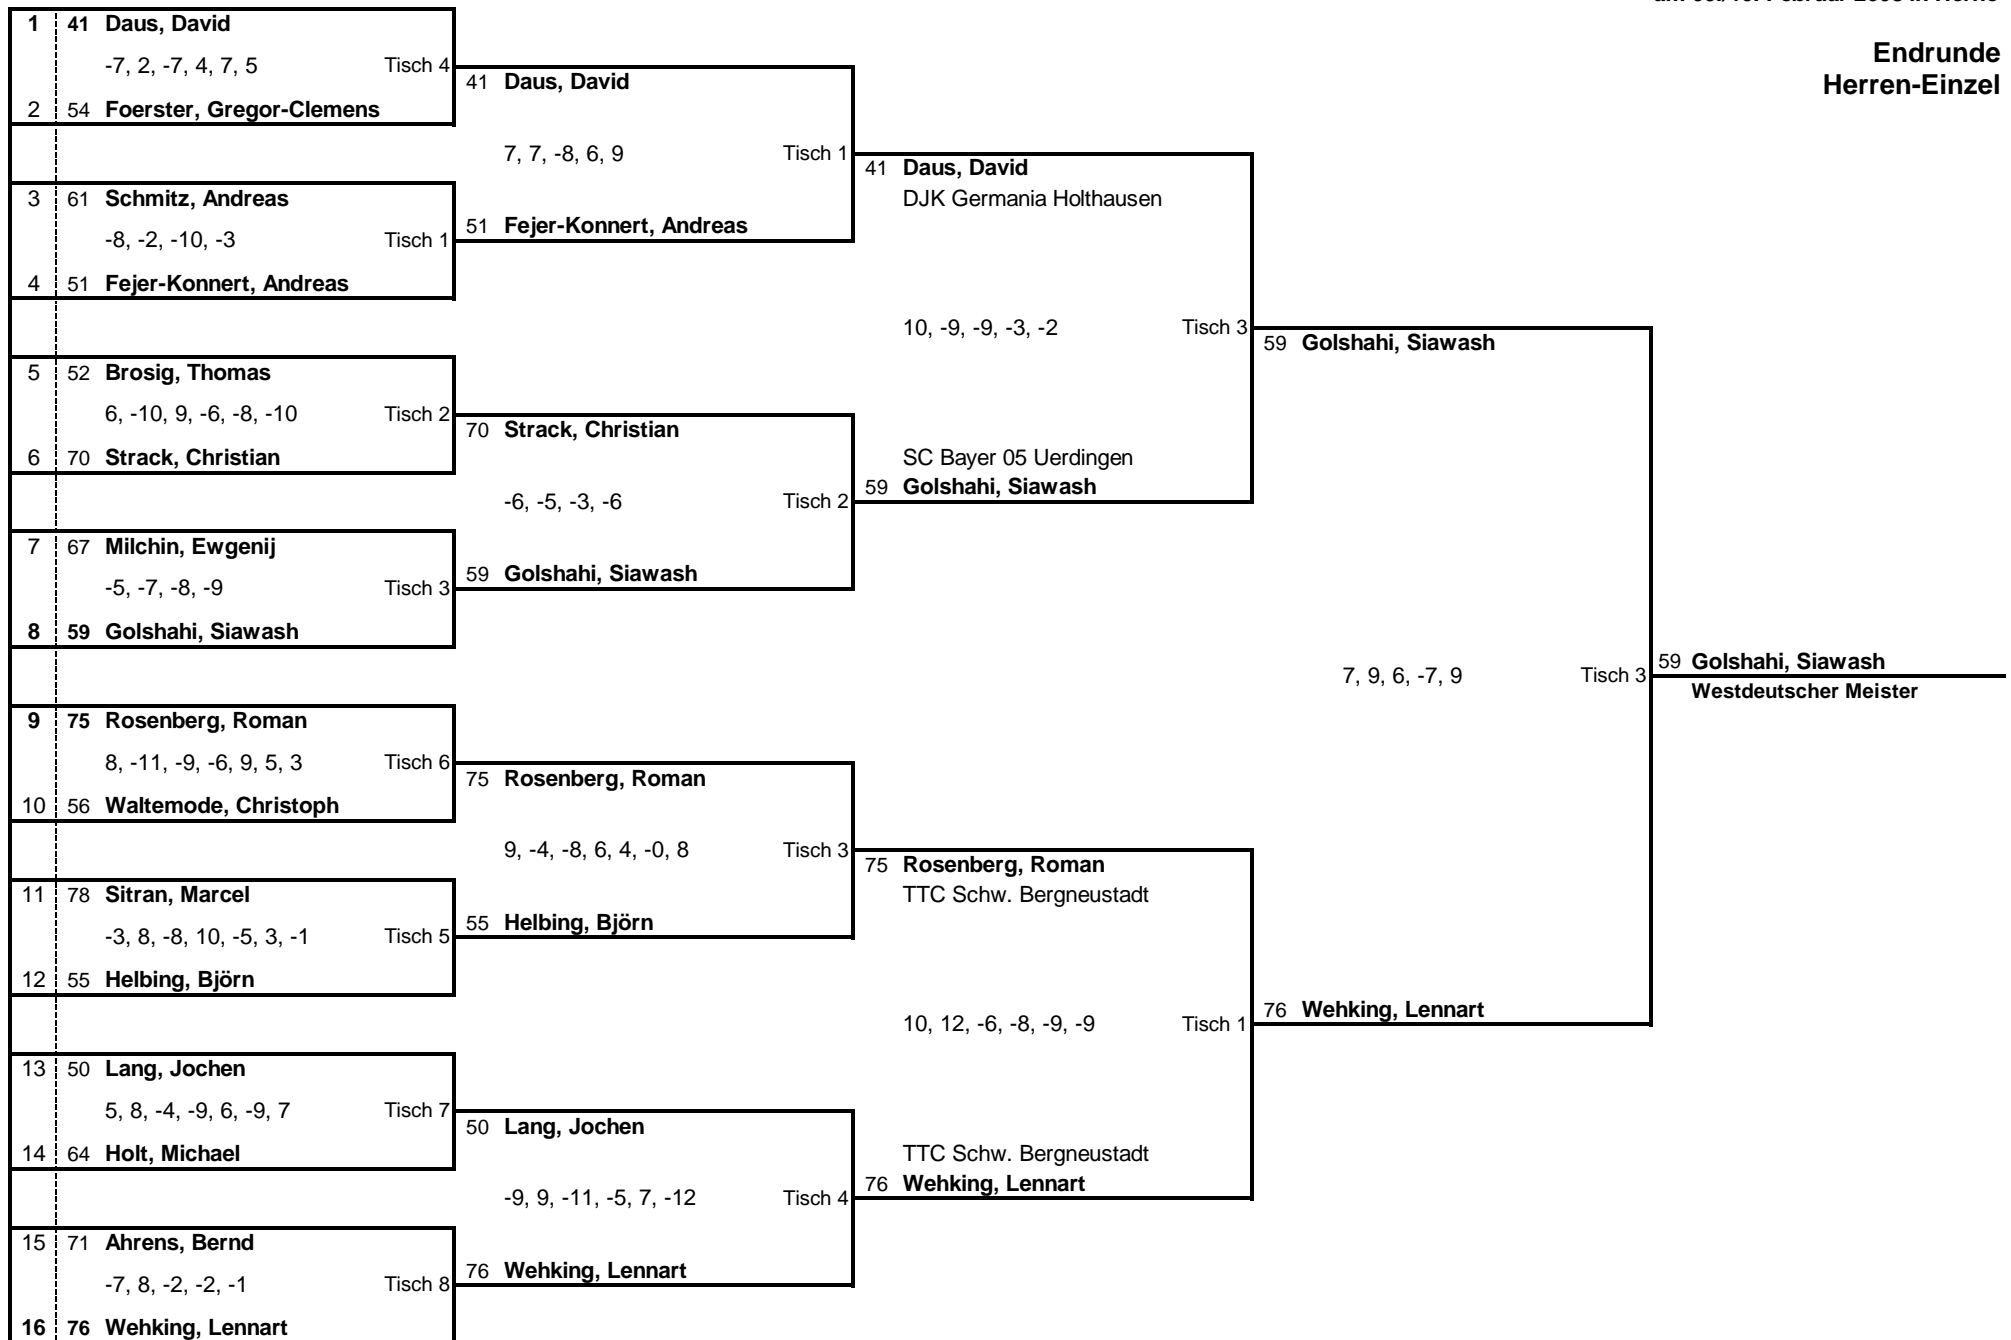 Endrunde
Herren-Einzel
1 41 Daus, David
-7, 2, -7, 4, 7, 5 Tisch 4
2 54 Foerster, Gregor-Clemens
3 61 Schmitz, Andreas
-8, -2, -10, -3 Tisch 1
4 51 Fejer-Konnert, Andreas
5 52 Brosig, Thomas
6, -10, 9, -6, -8, -10 Tisch 2
6 70 Strack, Christian
7 67 Milchin, Ewgenij
-5, -7, -8, -9 Tisch 3
8 59 Golshahi, Siawash
9 75 Rosenberg, Roman
8, -11, -9, -6, 9, 5, 3 Tisch 6
10 56 Waltemode, Christoph
11 78 Sitran, Marcel
-3, 8, -8, 10, -5, 3, -1 Tisch 5
12 55 Helbing, Björn
13 50 Lang, Jochen
5, 8, -4, -9, 6, -9, 7 Tisch 7
14 64 Holt, Michael
15 71 Ahrens, Bernd
-7, 8, -2, -2, -1 Tisch 8
16 76 Wehking, Lennart
41 Daus, David
7, 7, -8, 6, 9 Tisch 1
51 Fejer-Konnert, Andreas
70 Strack, Christian
-6, -5, -3, -6 Tisch 2
59 Golshahi, Siawash
75 Rosenberg, Roman
9, -4, -8, 6, 4, -0, 8 Tisch 3
55 Helbing, Björn
50 Lang, Jochen
-9, 9, -11, -5, 7, -12 Tisch 4
76 Wehking, Lennart
41 Daus, David
DJK Germania Holthausen
10, -9, -9, -3, -2 Tisch 3
SC Bayer 05 Uerdingen
59 Golshahi, Siawash
75 Rosenberg, Roman
TTC Schw. Bergneustadt
10, 12, -6, -8, -9, -9 Tisch 1
TTC Schw. Bergneustadt
76 Wehking, Lennart
59 Golshahi, Siawash
7, 9, 6, -7, 9 Tisch 3
76 Wehking, Lennart
59 Golshahi, Siawash
Westdeutscher Meister